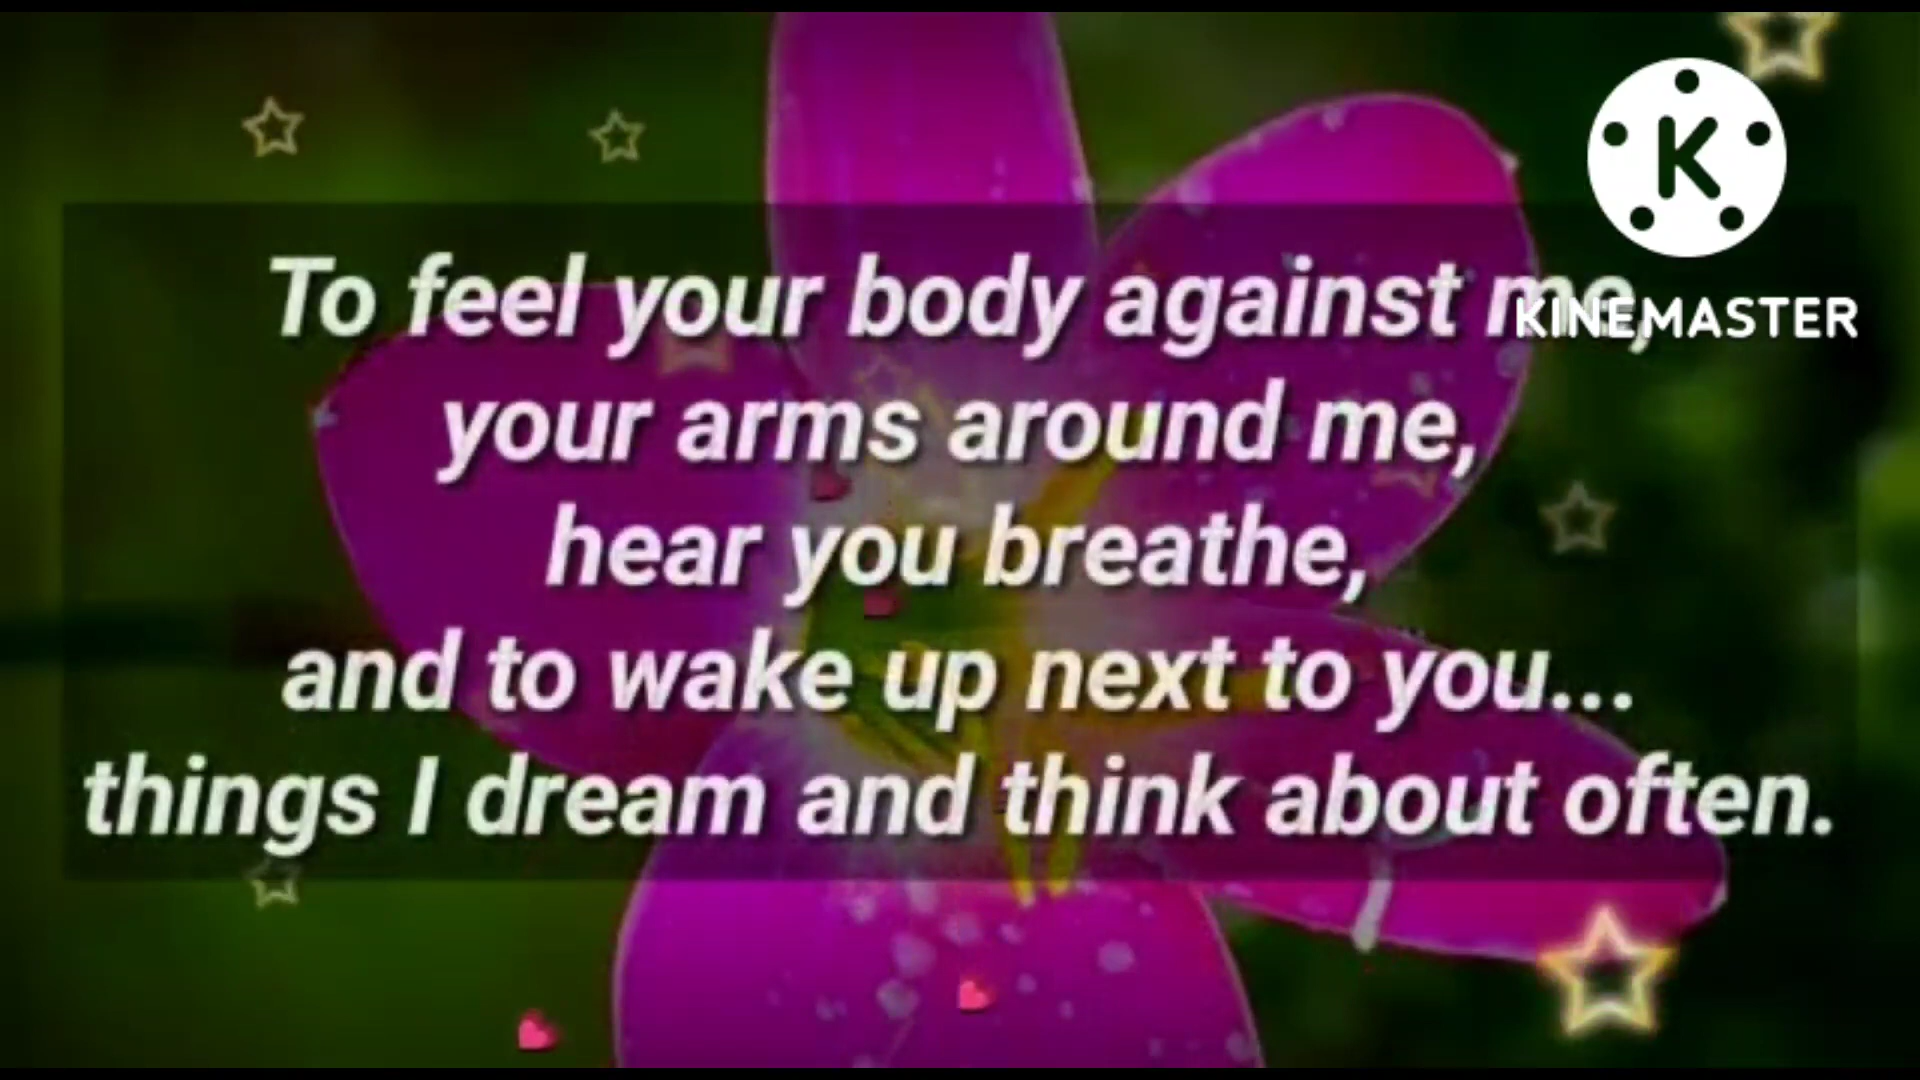 K
KINEMASTER
To feel your body against me,
your arms around me,
hear you breathe,
and to wake up next to you...
things I dream and think about often.